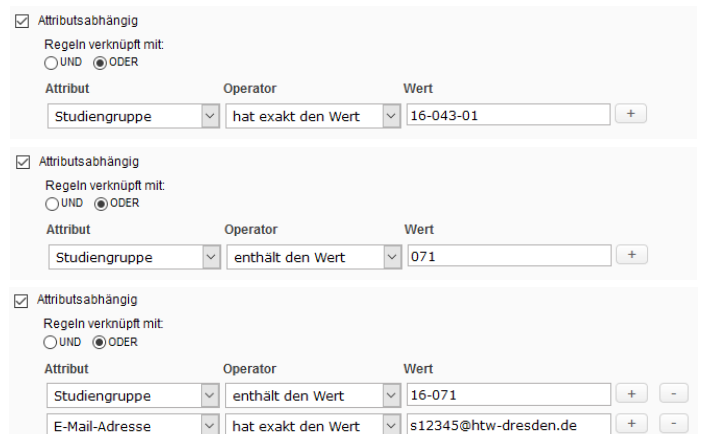 Attributsabhängig
Regeln verknüpft mit:
UND ODER
Attribut Operator Wert
Studiengruppe hat exakt den Wert 16-043-01 +
Attributsabhängig
Regeln verknüpft mit:
UND ODER
Attribut Operator Wert
Studiengruppe enthält den Wert 071 +
Attributsabhängig
Regeln verknüpft mit:
UND ODER
Attribut Operator Wert
Studiengruppe enthält den Wert 16-071 + -
E-Mail-Adresse hat exakt den Wert s12345@htw-dresden.de + -